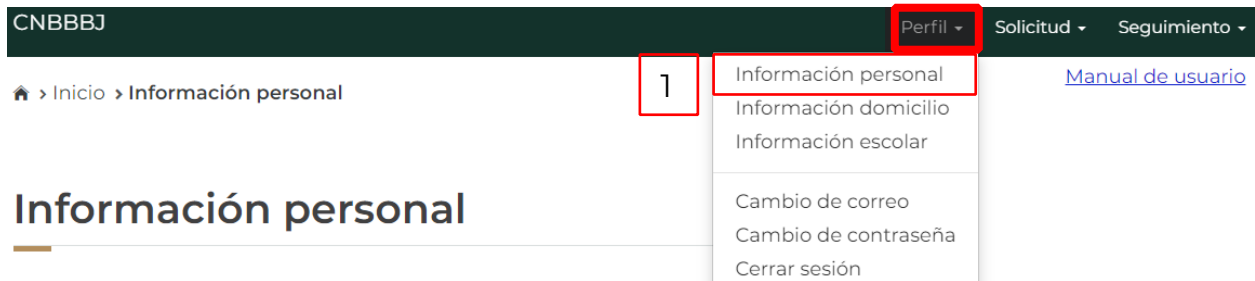 CNBBBJ
Perfil Solicitud Seguimiento
1
Información personal
Manual de usuario
> Inicio > Información personal
Información domicilio
Información escolar
Información personal
Cambio de correo
Cambio de contraseña
Cerrar sesión